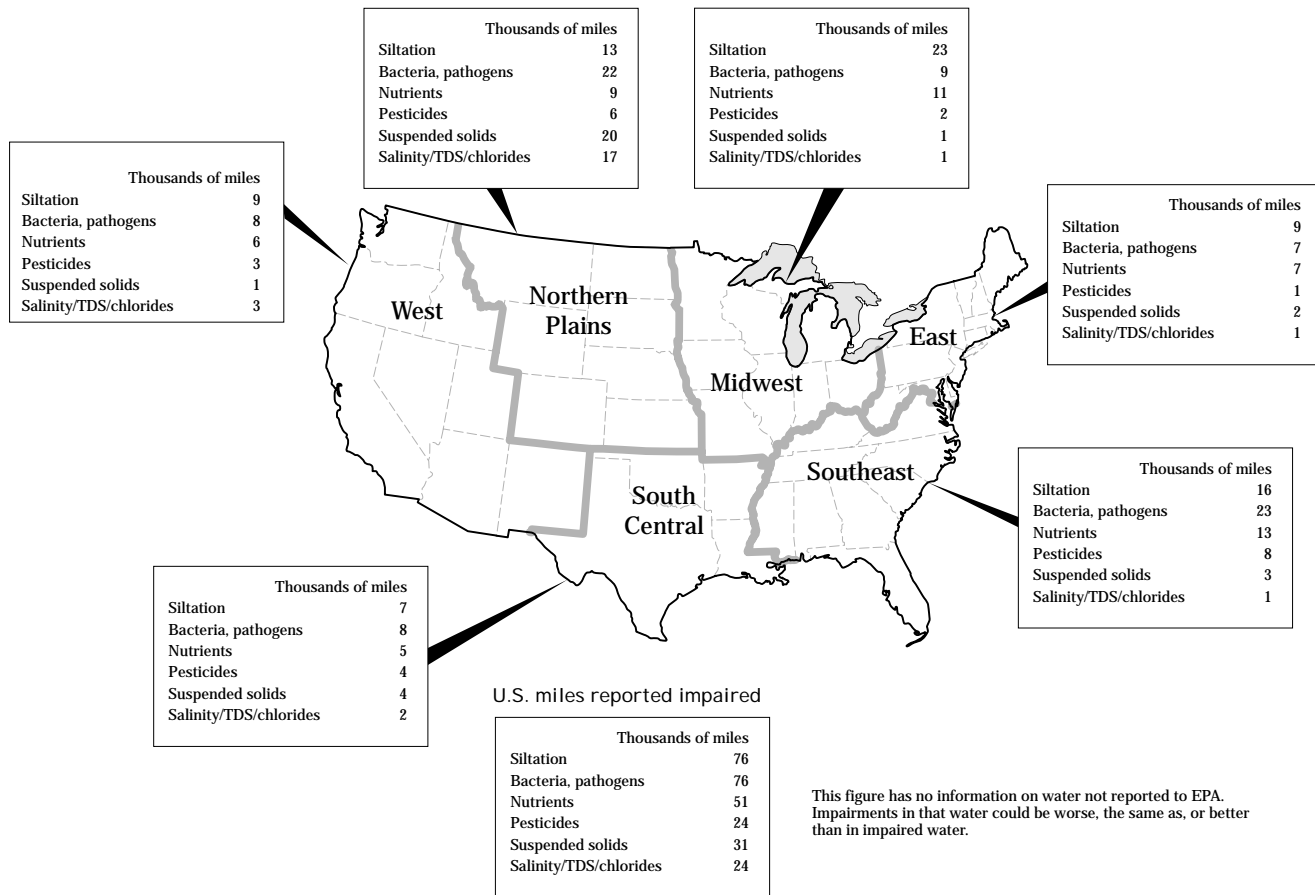 Thousands of miles
Siltation 13
Bacteria, pathogens 22
Nutrients 9
Pesticides 6
Suspended solids 20
Salinity/TDS/chlorides 17
Thousands of miles
Siltation 23
Bacteria, pathogens 9
Nutrients 11
Pesticides 2
Suspended solids 1
Salinity/TDS/chlorides 1
Thousands of miles
Siltation 9
Bacteria, pathogens 8
Nutrients 6
Pesticides 3
Suspended solids 1
Salinity/TDS/chlorides 3
Thousands of miles
Siltation 9
Bacteria, pathogens 7
Nutrients 7
Pesticides 1
Suspended solids 2
Salinity/TDS/chlorides 1
West
Northern
Plains
Midwest
East
South
Central
Southeast
Thousands of miles
Siltation 16
Bacteria, pathogens 23
Nutrients 13
Pesticides 8
Suspended solids 3
Salinity/TDS/chlorides 1
Thousands of miles
Siltation 7
Bacteria, pathogens 8
Nutrients 5
Pesticides 4
Suspended solids 4
Salinity/TDS/chlorides 2
U.S. miles reported impaired
Thousands of miles
Siltation 76
Bacteria, pathogens 76
Nutrients 51
Pesticides 24
Suspended solids 31
Salinity/TDS/chlorides 24
This figure has no information on water not reported to EPA.
Impairments in that water could be worse, the same as, or better
than in impaired water.